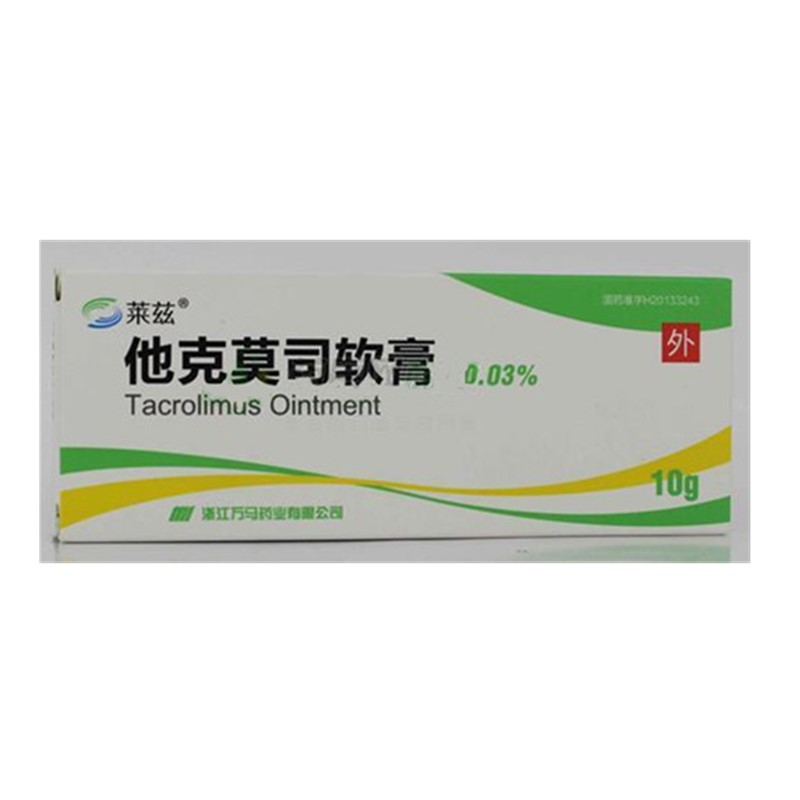 莱兹®
国药准字H20133243
外
他克莫司软膏 0.03%
Tacrolimus Ointment
10g
浙江万马药业有限公司